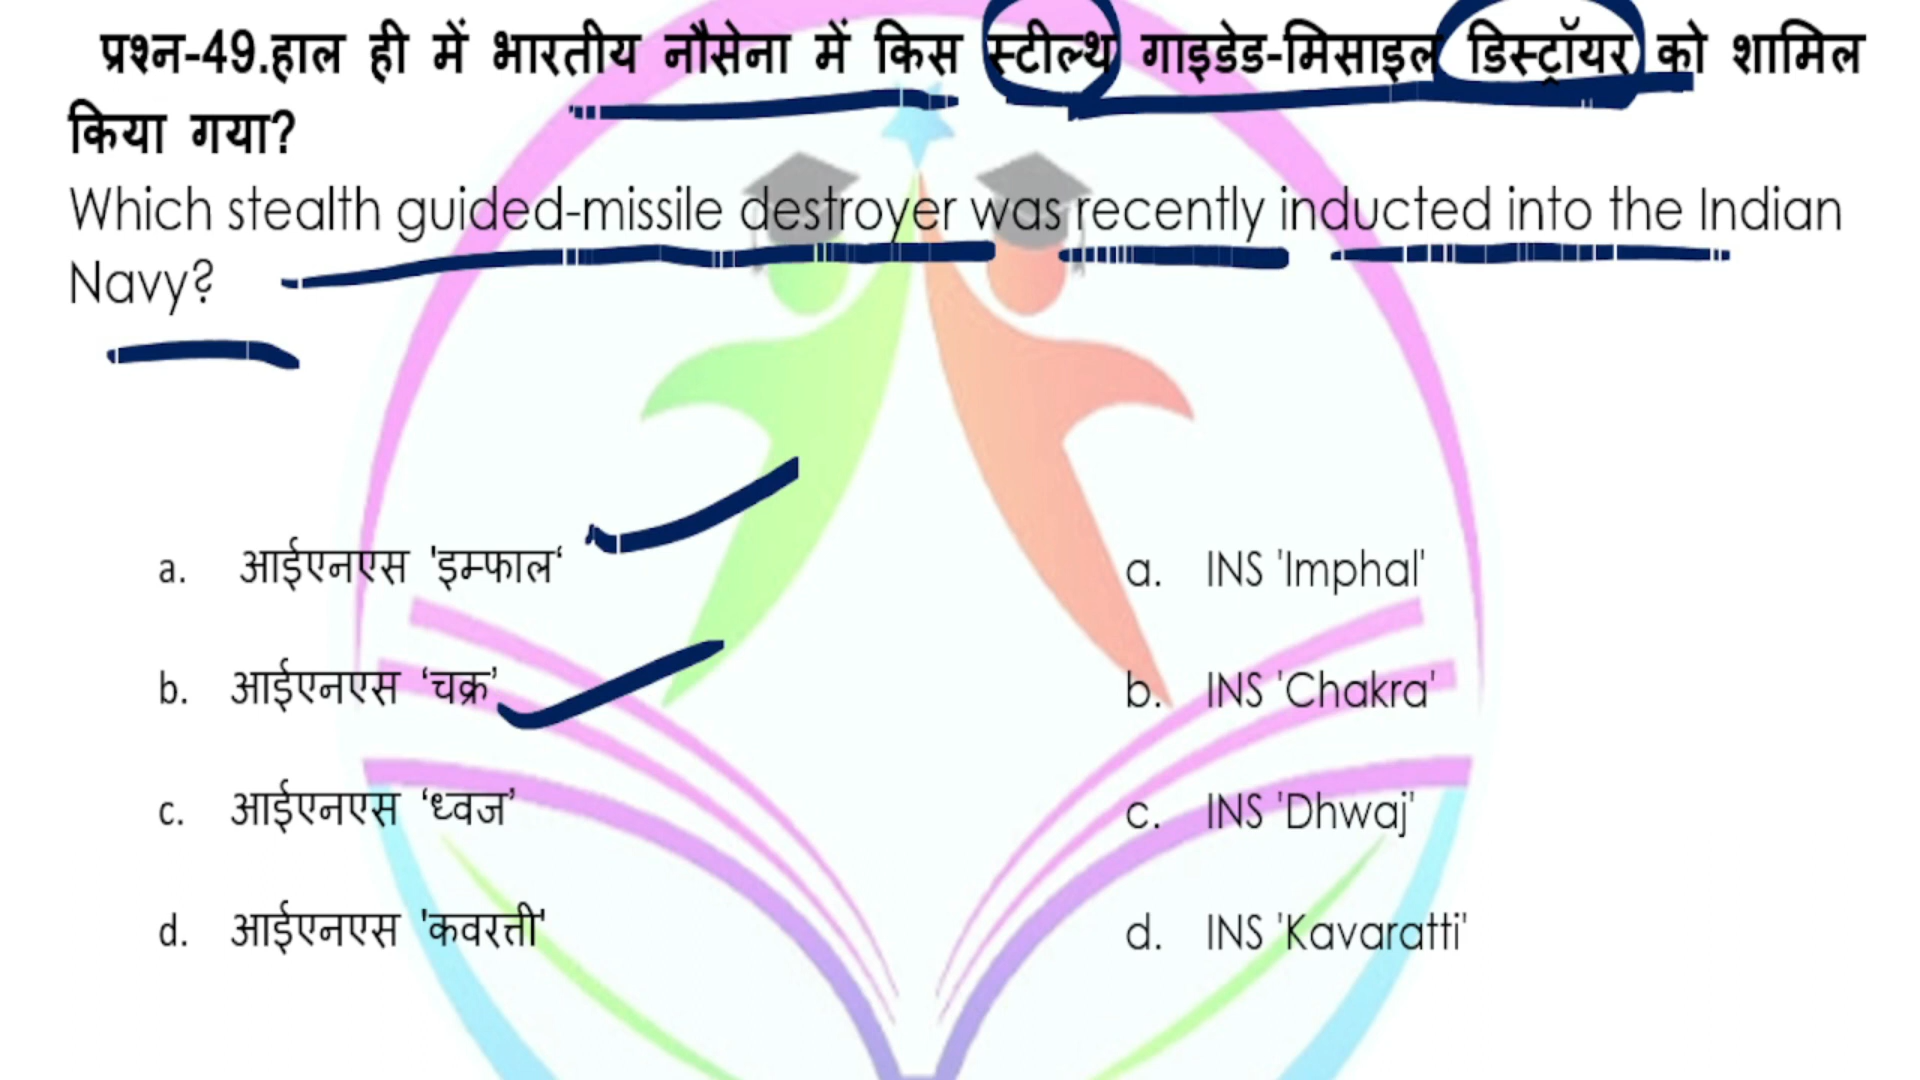 प्रश्न-49.हाल ही में भारतीय नौसेना में किस स्टील्थ गाइडेड-मिसाइल डिस्ट्रॉयर को शामिल
किया गया?
Which stealth guided-missile destroyer was recently inducted into the Indian
Navy?
a. आईएनएस 'इम्फाल‘
b. आईएनएस ‘चक्र’
c. आईएनएस ‘ध्वज’
d. आईएनएस 'कवरत्ती'
a. INS 'Imphal'
b. INS 'Chakra'
c. INS 'Dhwaj'
d. INS 'Kavaratti'